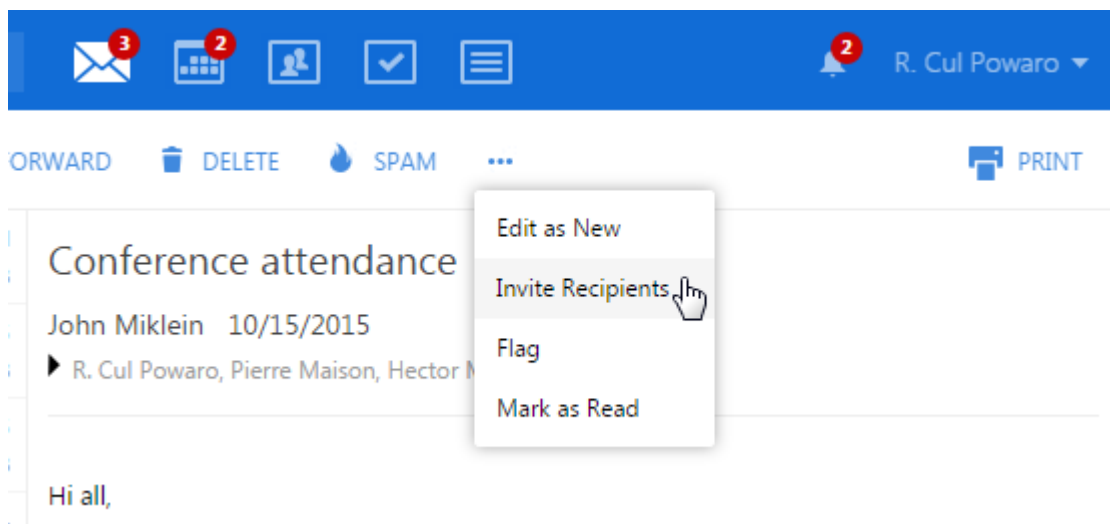 3 2 2 R. Cul Powaro
ORWARD DELETE SPAM ... PRINT
Edit as New
Conference attendance
Invite Recipients
John Miklein 10/15/2015
Flag
R. Cul Powaro, Pierre Maison, Hector
Mark as Read
Hi all,